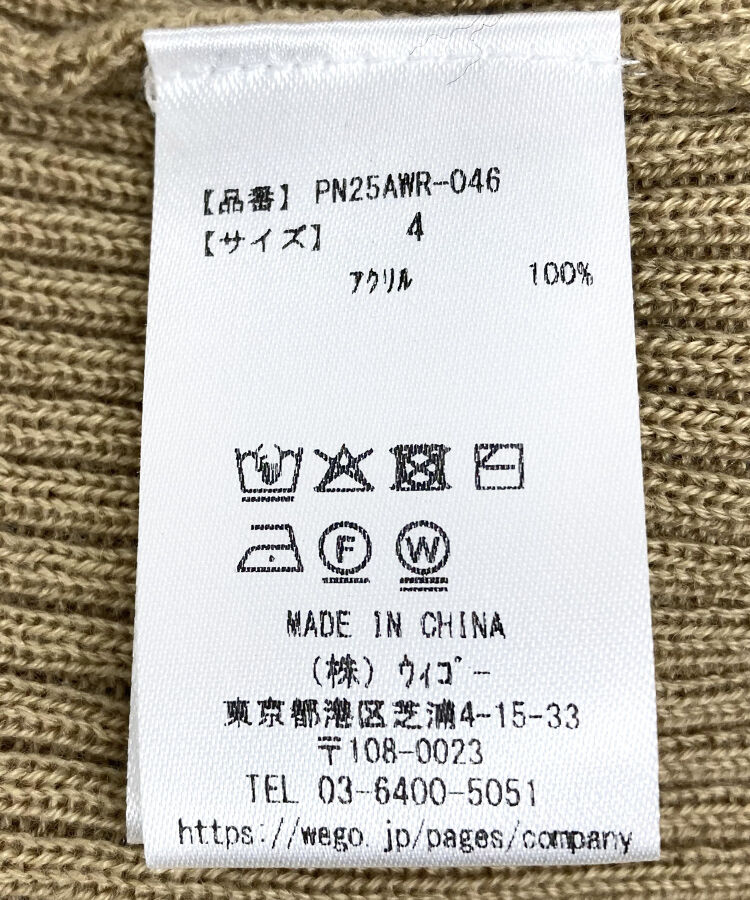 【品番】 PN25AWR-046
【サイズ】 4
ｱｸﾘﾙ 100%
F W
MADE IN CHINA
(株) ｳｨｺﾞｰ
東京都港区芝浦4-15-33
〒108-0023
TEL 03-6400-5051
https://wego.jp/pages/company